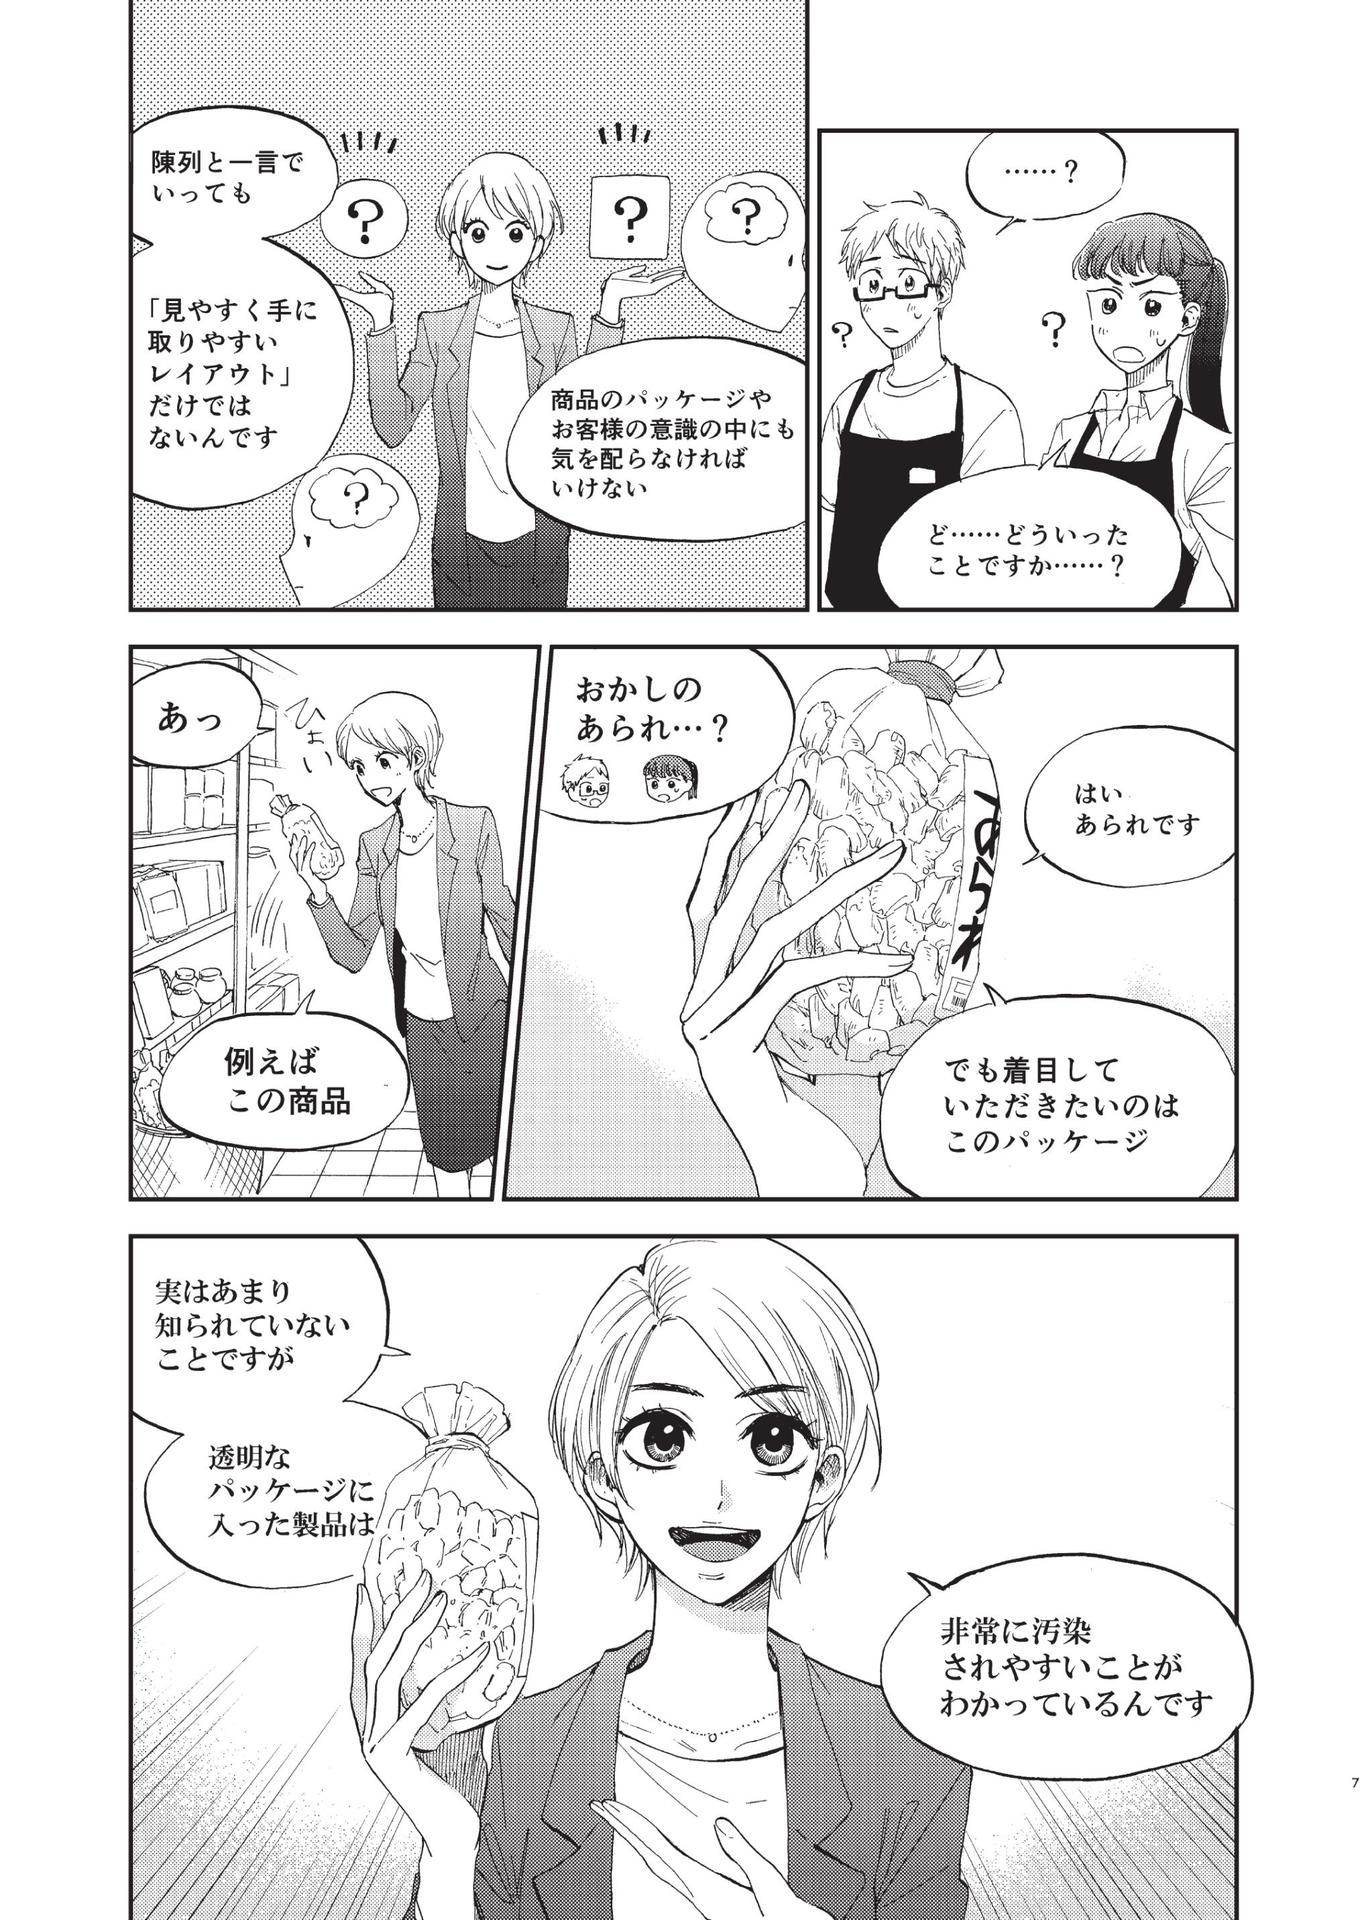 陳列と一言で
いっても
「見やすく手に
取りやすい
レイアウト」
だけでは
ないんです
?
?
?
?
商品のパッケージや
お客様の意識の中にも
気を配らなければ
いけない
……?
?
?
ど……どういった
ことですか……?
あっ
ひょい
例えば
この商品
おかしの
あられ…?
あられ
はい
あられです
でも着目して
いただきたいのは
このパッケージ
実はあまり
知られていない
ことですが
透明な
パッケージに
入った製品は
非常に汚染
されやすいことが
わかっているんです
7